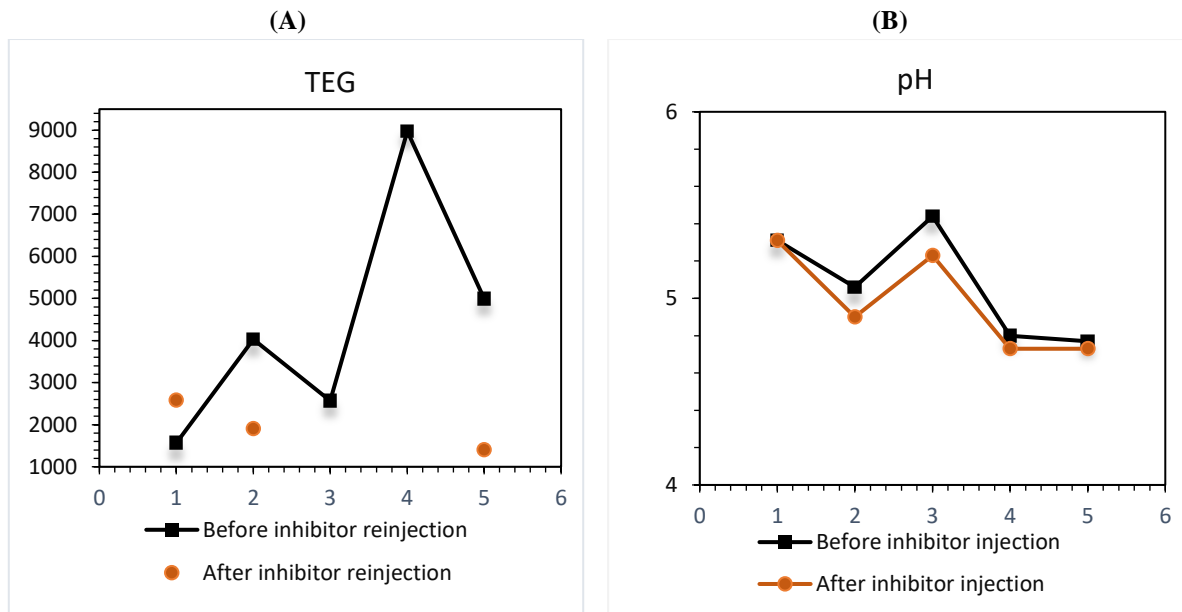 (A)
TEG
9000
8000
7000
6000
5000
4000
3000
2000
1000
0 1 2 3 4 5 6
Before inhibitor reinjection
After inhibitor reinjection
(B)
pH
6
5
4
0 1 2 3 4 5 6
Before inhibitor injection
After inhibitor injection